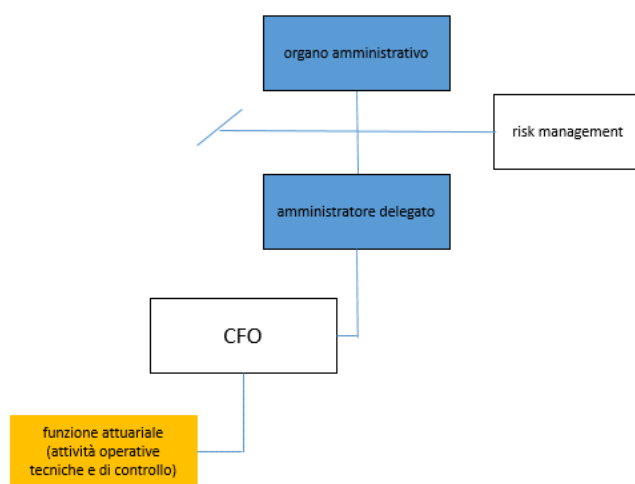 organo amministrativo
risk management
amministratore delegato
CFO
funzione attuariale
(attività operative
tecniche e di controllo)